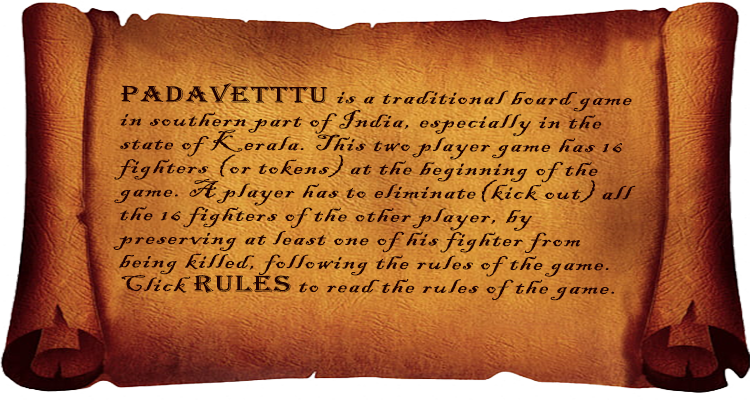 PADAVETTTU is a traditional board game
in southern part of India, especially in the
state of Kerala. This two player game has 16
fighters (or tokens) at the beginning of the
game. A player has to eliminate(kick out) all
the 16 fighters of the other player, by
preserving at least one of his fighter from
being killed, following the rules of the game.
Click RULES to read the rules of the game.